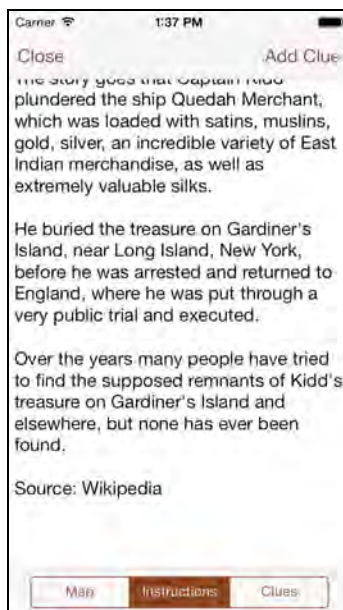 Carrier 1:37 PM
Close Add Clue
The story goes that Captain Kidd
plundered the ship Quedah Merchant,
which was loaded with satins, muslins,
gold, silver, an incredible variety of East
Indian merchandise, as well as
extremely valuable silks.
He buried the treasure on Gardiner's
Island, near Long Island, New York,
before he was arrested and returned to
England, where he was put through a
very public trial and executed.
Over the years many people have tried
to find the supposed remnants of Kidd's
treasure on Gardiner's Island and
elsewhere, but none has ever been
found.
Source: Wikipedia
Map Instructions Clues